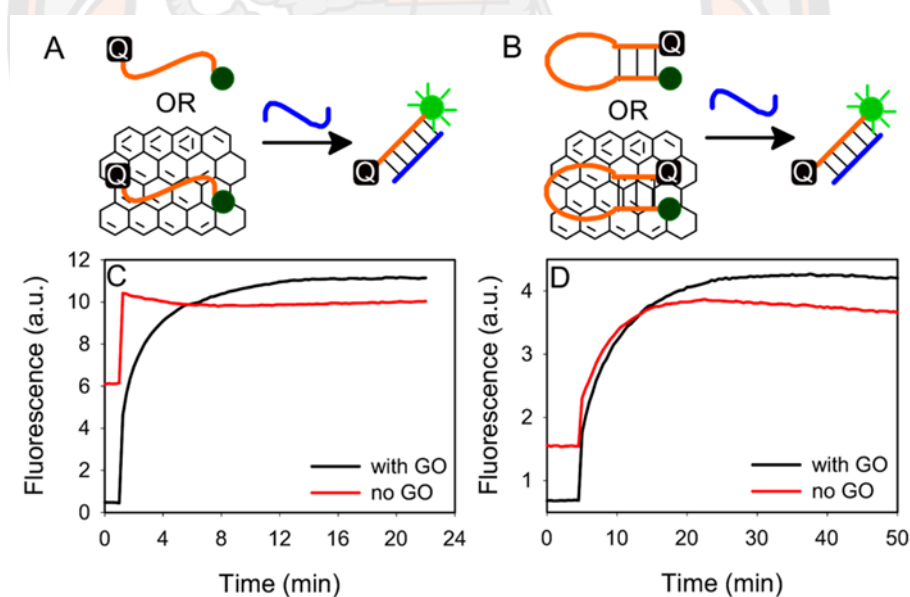 A
Q
OR
Q
Q
B
Q
OR
Q
Q
C
Fluorescence (a.u.)
12
10
8
6
4
2
0
with GO
no GO
0 4 8 12 16 20 24
Time (min)
D
Fluorescence (a.u.)
4
3
2
1
with GO
no GO
0 10 20 30 40 50
Time (min)